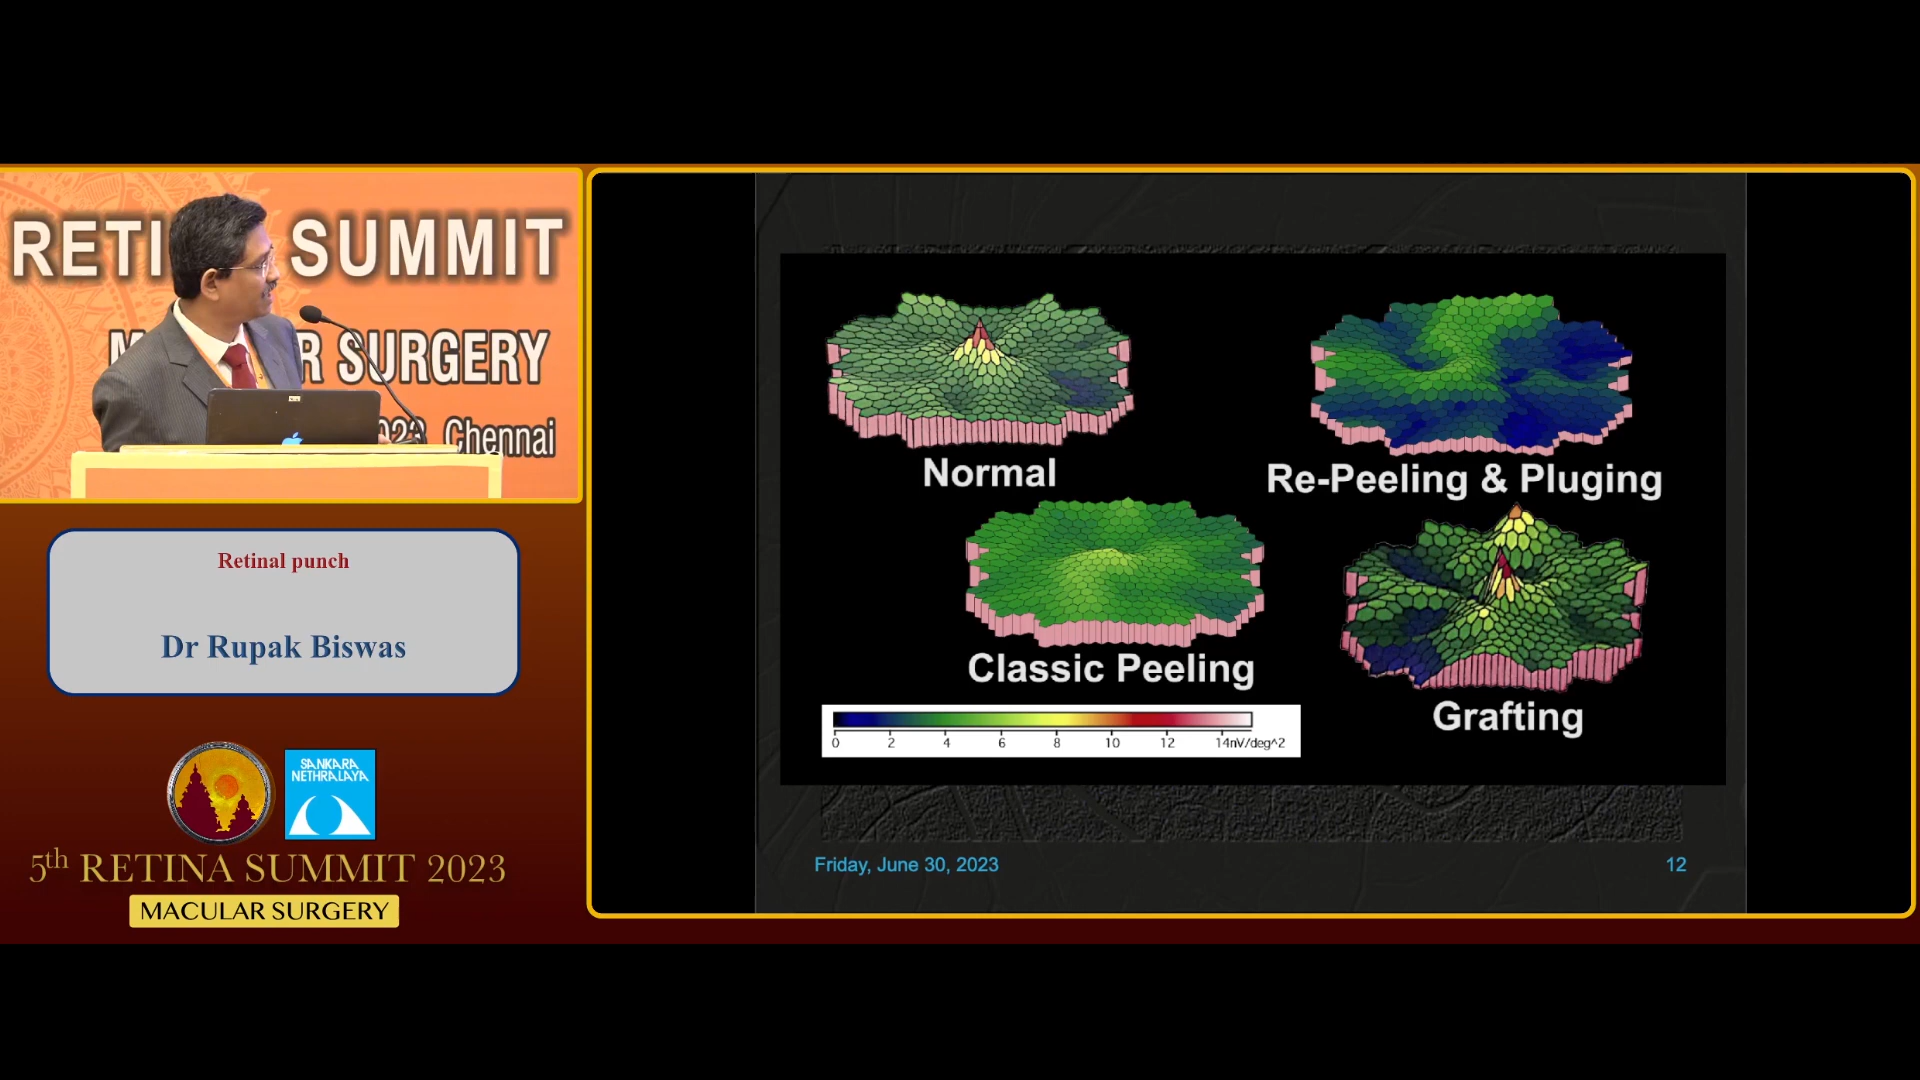 RETI SUMMIT
M R SURGERY
2023 Chennai
Retinal punch
Dr Rupak Biswas
SANKARA
NETHRALAYA
5th RETINA SUMMIT 2023
MACULAR SURGERY
Normal
Re-Peeling & Pluging
Classic Peeling
Grafting
0 2 4 6 8 10 12 14nV/deg^2
Friday, June 30, 2023
12